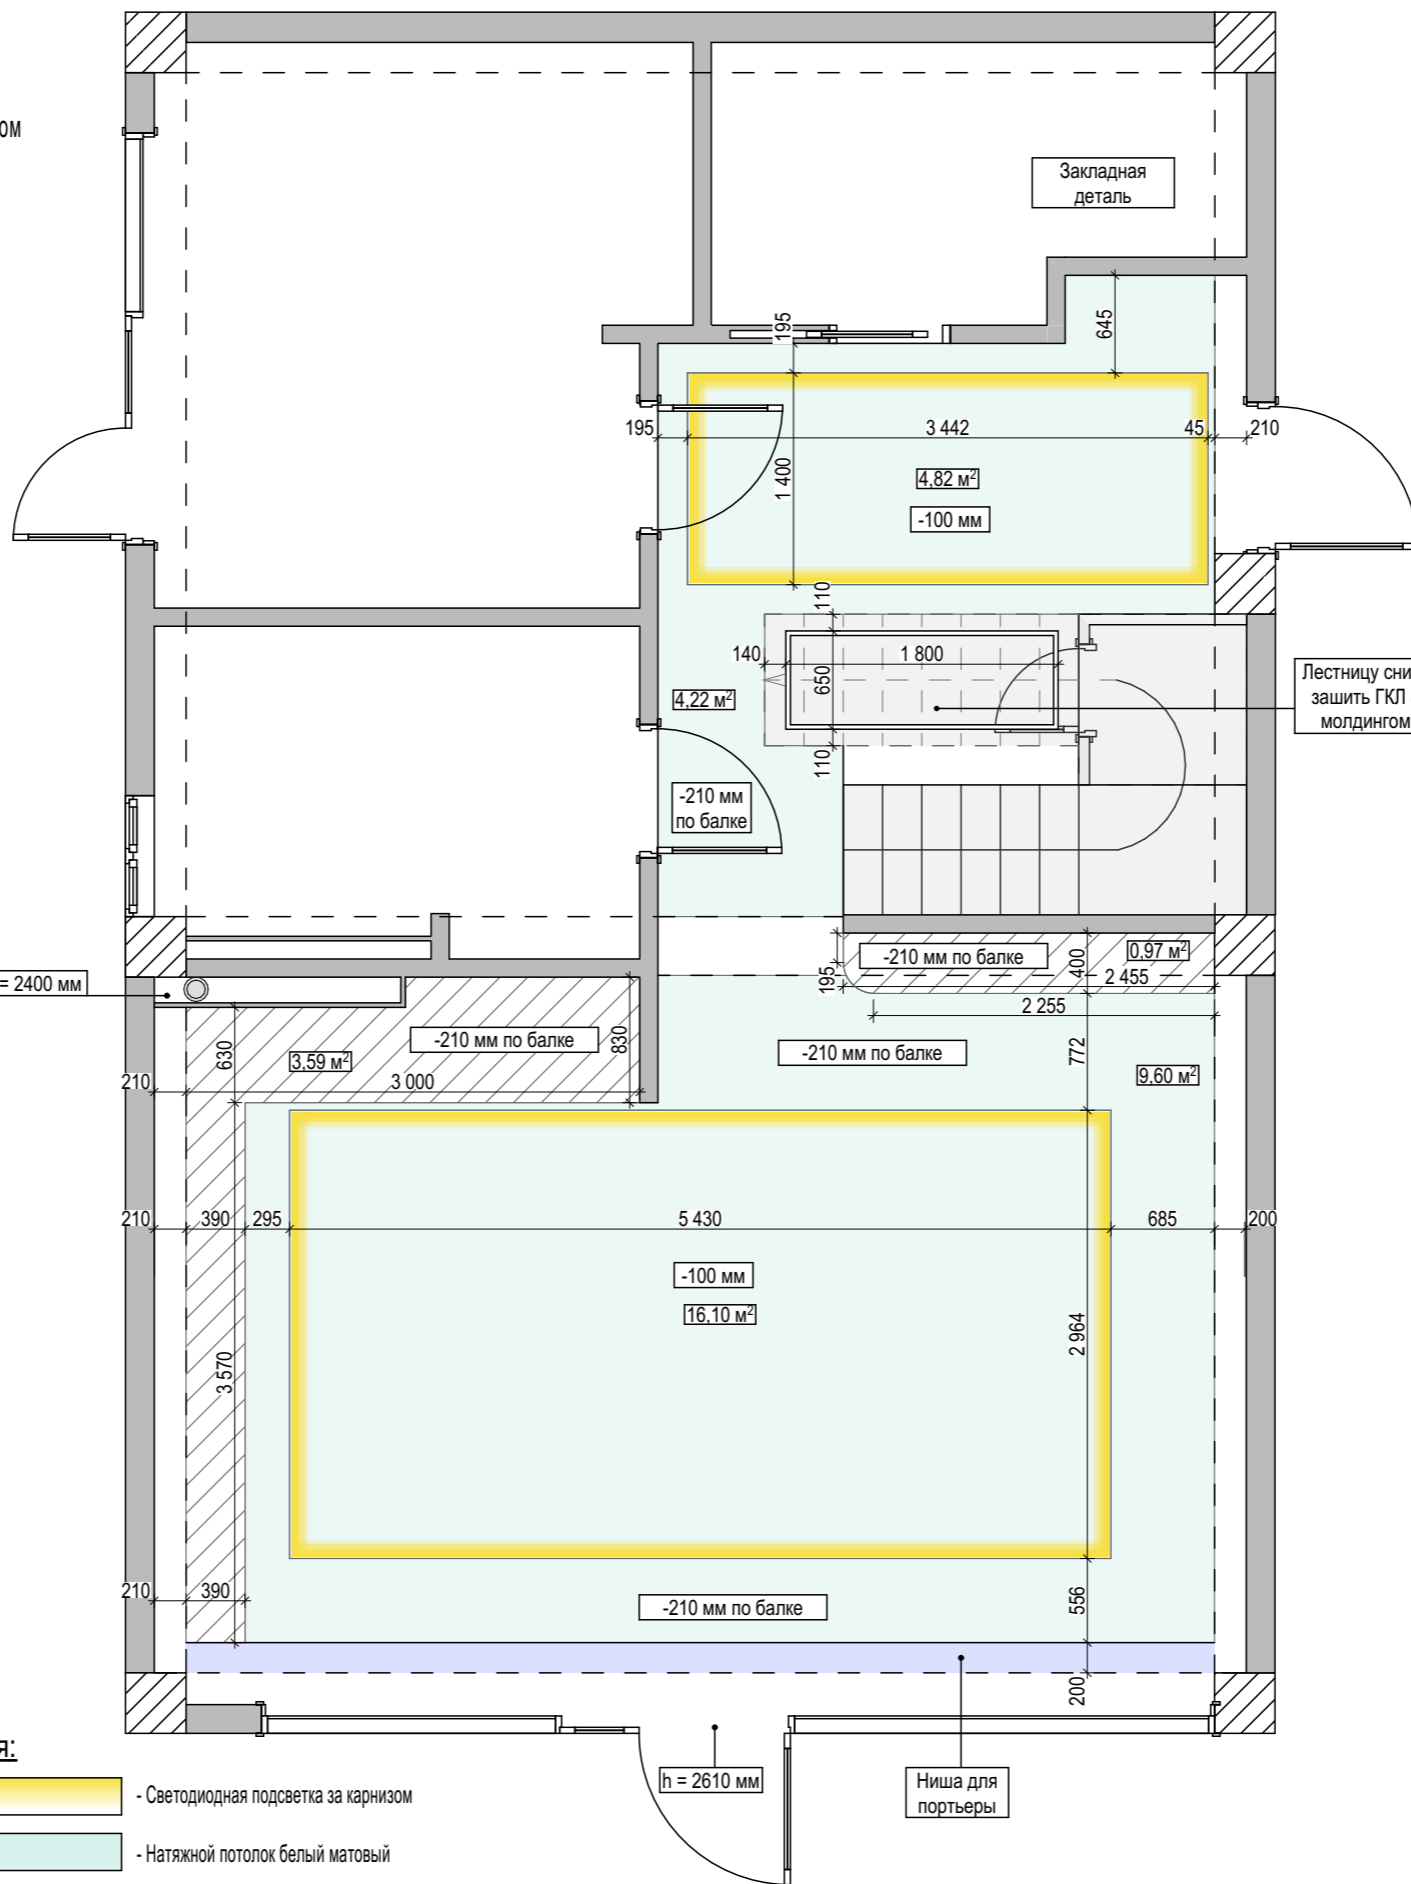 ом
Закладная
деталь
195
645
195
3 442
45
210
1 400
4,82 м²
-100 мм
110
140
1 800
650
4,22 м²
Лестницу сни
зашить ГКЛ
молдингом
110
-210 мм
по балке
-210 мм по балке
0,97 м²
400
195
2 455
2 255
= 2400 мм
630
-210 мм по балке
830
3,59 м²
-210 мм по балке
772
9,60 м²
210
3 000
210
390
295
5 430
685
200
-100 мм
16,10 м²
2 964
3 570
210
390
-210 мм по балке
556
200
h = 2610 мм
Ниша для
портьеры
я:
- Светодиодная подсветка за карнизом
- Натяжной потолок белый матовый